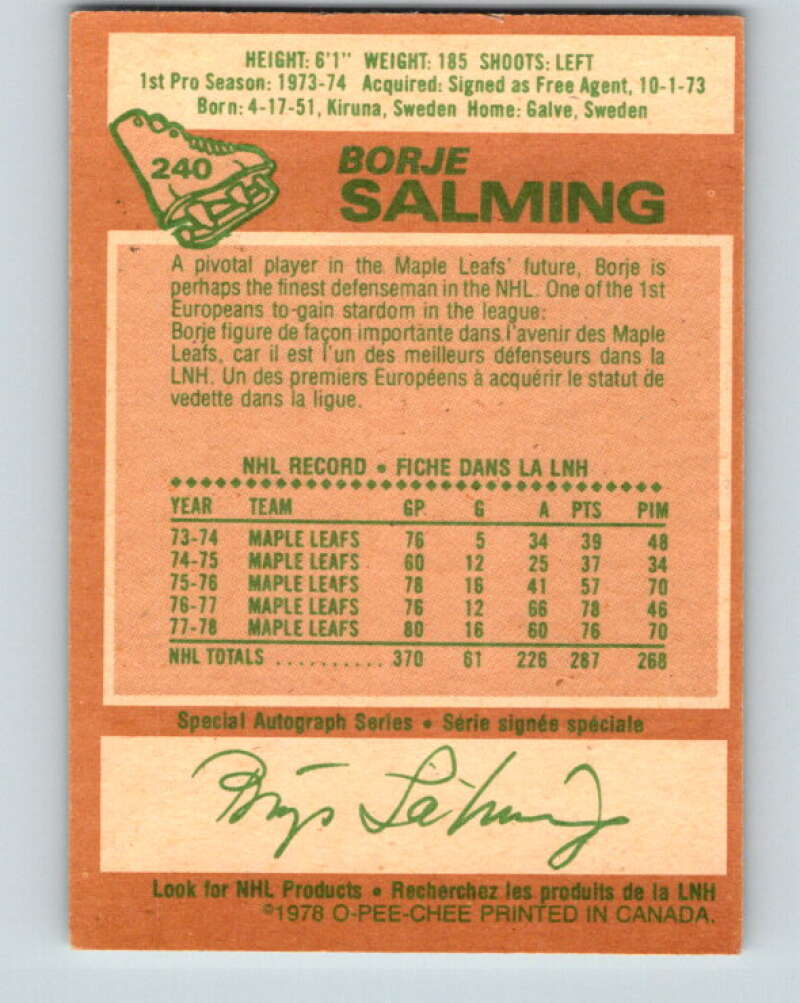 HEIGHT: 6'1" WEIGHT: 185 SHOOTS: LEFT
1st Pro Season: 1973-74 Acquired: Signed as Free Agent, 10-1-73
Born: 4-17-51, Kiruna, Sweden Home: Galve, Sweden
240
BORJE
SALMING
A pivotal player in the Maple Leafs' future, Borje is
perhaps the finest defenseman in the NHL. One of the 1st
Europeans to-gain stardom in the league:
Borje figure de façon importante dans l'avenir des Maple
Leafs, car il est l'un des meilleurs défenseurs dans la
LNH. Un des premiers Européens à acquérir le statut de
vedette dans la ligue.
NHL RECORD • FICHE DANS LA LNH
YEAR TEAM GP G A PTS PIM
73-74 MAPLE LEAFS 76 5 34 39 48
74-75 MAPLE LEAFS 60 12 25 37 34
75-76 MAPLE LEAFS 78 16 41 57 70
76-77 MAPLE LEAFS 76 12 66 78 46
77-78 MAPLE LEAFS 80 16 60 76 70
NHL TOTALS .......... 370 61 226 287 268
Special Autograph Series • Série signée spéciale
Börje Salming
Look for NHL Products • Recherchez les produits de la LNH
©1978 O-PEE-CHEE PRINTED IN CANADA.